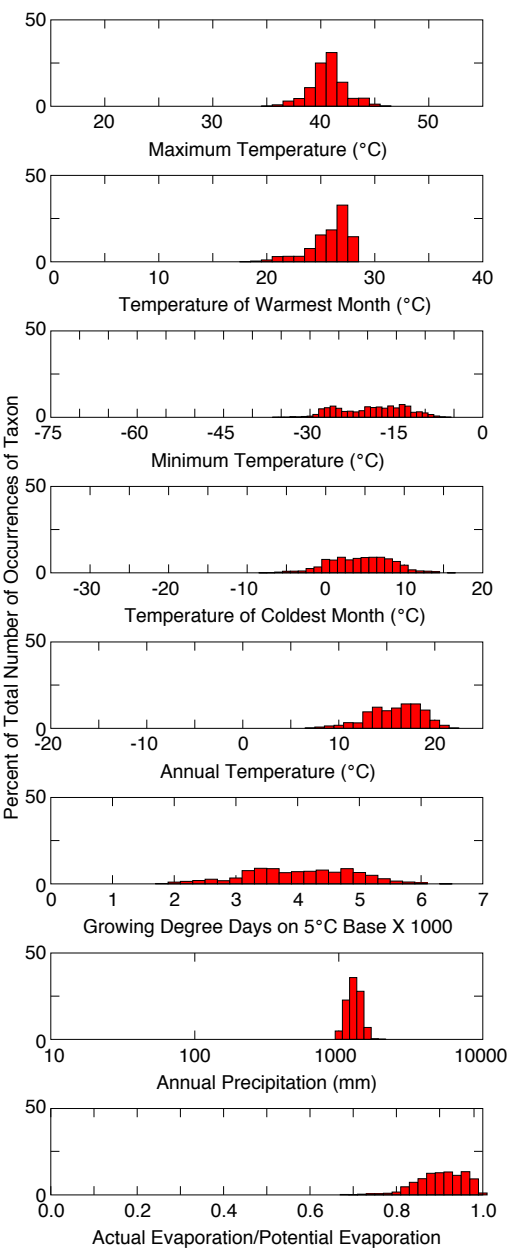 Percent of Total Number of Occurrences of Taxon
50
0
20 30 40 50
Maximum Temperature (°C)
50
0
0 10 20 30 40
Temperature of Warmest Month (°C)
50
0
-75 -60 -45 -30 -15 0
Minimum Temperature (°C)
50
0
-30 -20 -10 0 10 20
Temperature of Coldest Month (°C)
50
0
-20 -10 0 10 20
Annual Temperature (°C)
50
0
0 1 2 3 4 5 6 7
Growing Degree Days on 5°C Base X 1000
50
0
10 100 1000 10000
Annual Precipitation (mm)
50
0
0.0 0.2 0.4 0.6 0.8 1.0
Actual Evaporation/Potential Evaporation